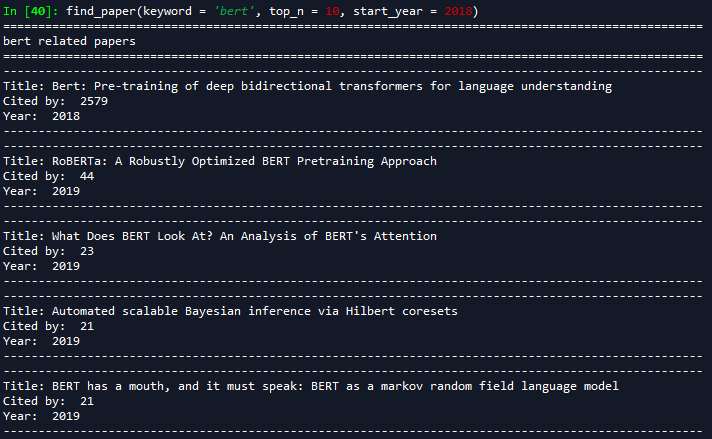 In [40]: find_paper(keyword = 'bert', top_n = 10, start_year = 2018)
====================================================================================================
bert related papers
====================================================================================================
----------------------------------------------------------------------------------------------------
Title: Bert: Pre-training of deep bidirectional transformers for language understanding
Cited by:  2579
Year:  2018
----------------------------------------------------------------------------------------------------
----------------------------------------------------------------------------------------------------
Title: RoBERTa: A Robustly Optimized BERT Pretraining Approach
Cited by:  44
Year:  2019
----------------------------------------------------------------------------------------------------
----------------------------------------------------------------------------------------------------
Title: What Does BERT Look At? An Analysis of BERT's Attention
Cited by:  23
Year:  2019
----------------------------------------------------------------------------------------------------
----------------------------------------------------------------------------------------------------
Title: Automated scalable Bayesian inference via Hilbert coresets
Cited by:  21
Year:  2019
----------------------------------------------------------------------------------------------------
----------------------------------------------------------------------------------------------------
Title: BERT has a mouth, and it must speak: BERT as a markov random field language model
Cited by:  21
Year:  2019
----------------------------------------------------------------------------------------------------